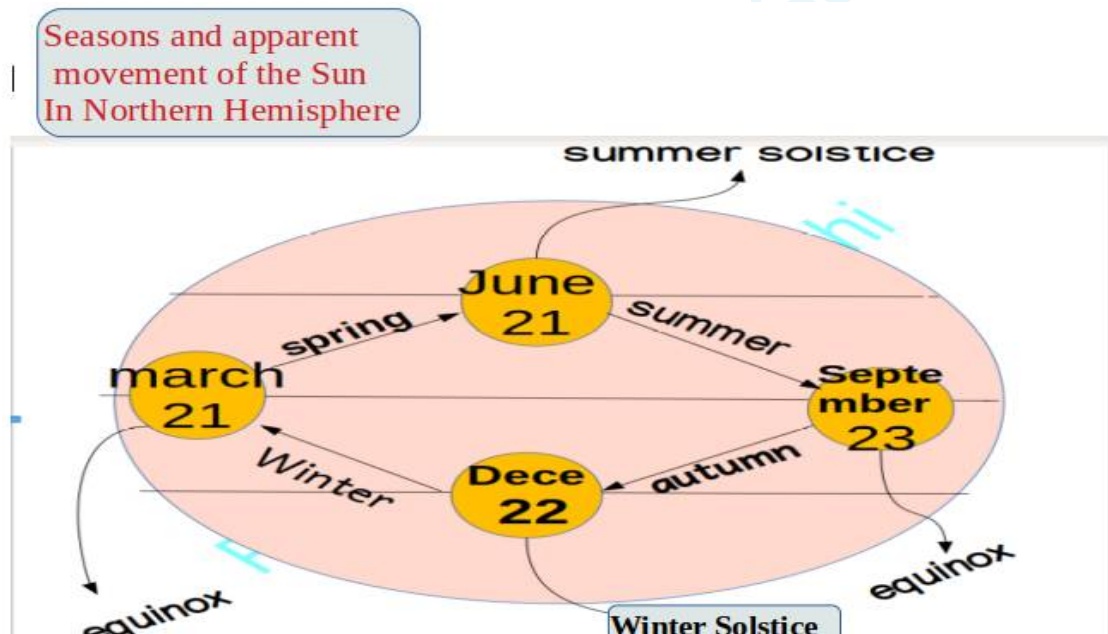 Seasons and apparent
movement of the Sun
In Northern Hemisphere
summer solstice
June
21
spring
summer
march
21
Septe
mber
23
Winter
Dece
22
autumn
equinox
equinox
Winter Solstice
hi